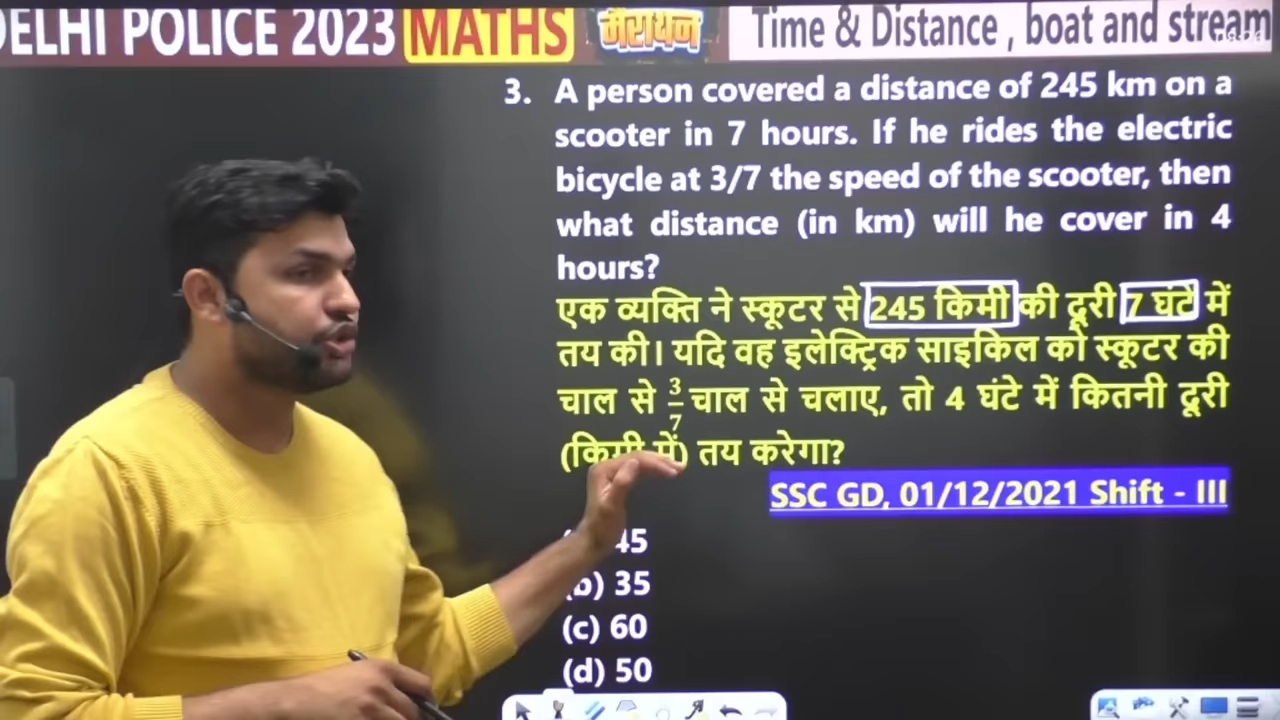 DELHI POLICE 2023 MATHS मैराथन Time & Distance , boat and stream
3. A person covered a distance of 245 km on a
scooter in 7 hours. If he rides the electric
bicycle at 3/7 the speed of the scooter, then
what distance (in km) will he cover in 4
hours?
एक व्यक्ति ने स्कूटर से 245 किमी की दूरी 7 घंटे में
तय की। यदि वह इलेक्ट्रिक साइकिल को स्कूटर की
चाल से 3/7 चाल से चलाए, तो 4 घंटे में कितनी दूरी
(किमी में) तय करेगा?
SSC GD, 01/12/2021 Shift - III
45
(b) 35
(c) 60
(d) 50